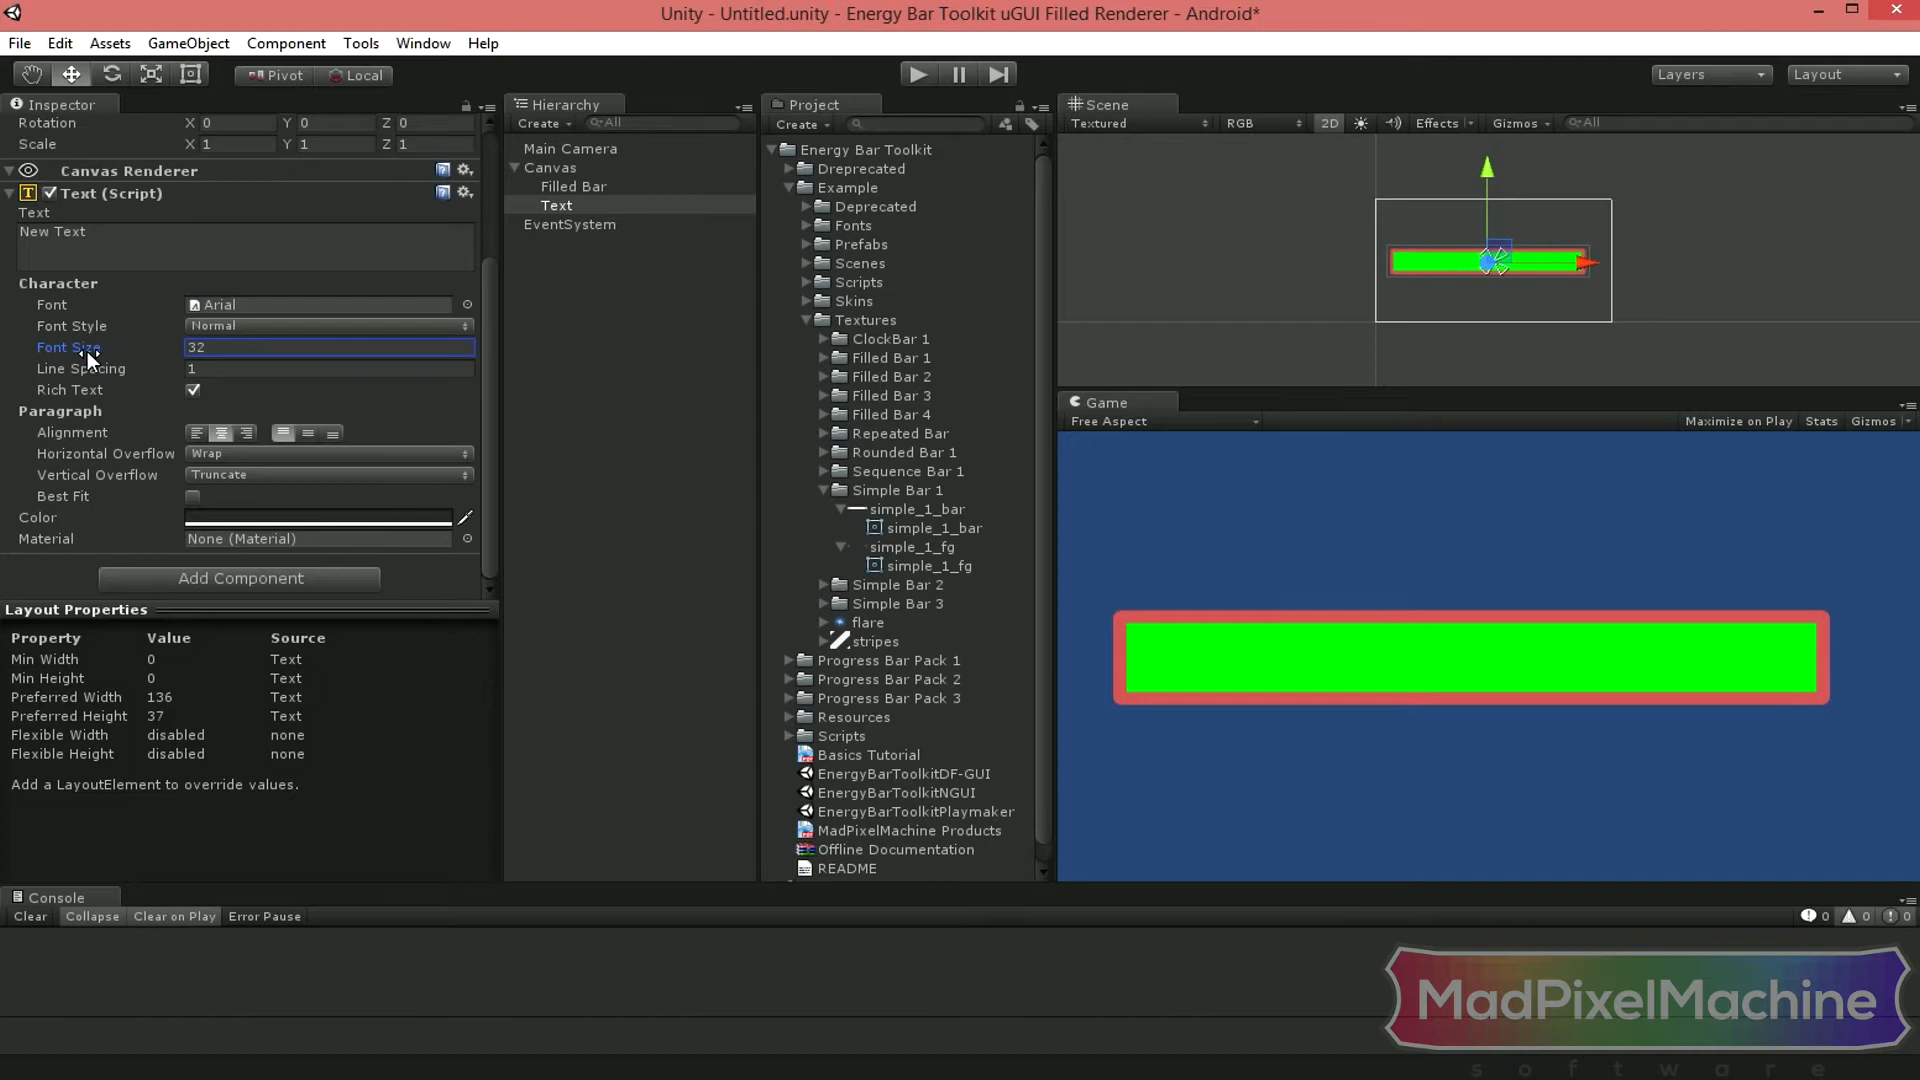 Unity - Untitled.unity - Energy Bar Toolkit uGUI Filled Renderer - Android*
File Edit Assets GameObject Component Tools Window Help
Pivot Local Layers Layout
Inspector
Rotation X 0 Y 0 Z 0
Scale X 1 Y 1 Z 1
Canvas Renderer
Text (Script)
Text
New Text
Character
Font Arial
Font Style Normal
Font Size 32
Line Spacing 1
Rich Text
Paragraph
Alignment
Horizontal Overflow Wrap
Vertical Overflow Truncate
Best Fit
Color
Material None (Material)
Add Component
Layout Properties
Property Value Source
Min Width 0 Text
Min Height 0 Text
Preferred Width 136 Text
Preferred Height 37 Text
Flexible Width disabled none
Flexible Height disabled none
Add a LayoutElement to override values.
Hierarchy
Create All
Main Camera
Canvas
Filled Bar
Text
EventSystem
Project
Create
Energy Bar Toolkit
Dreprecated
Example
Deprecated
Fonts
Prefabs
Scenes
Scripts
Skins
Textures
ClockBar 1
Filled Bar 1
Filled Bar 2
Filled Bar 3
Filled Bar 4
Repeated Bar
Rounded Bar 1
Sequence Bar 1
Simple Bar 1
simple_1_bar
simple_1_bar
simple_1_fg
simple_1_fg
Simple Bar 2
Simple Bar 3
flare
stripes
Progress Bar Pack 1
Progress Bar Pack 2
Progress Bar Pack 3
Resources
Scripts
Basics Tutorial
EnergyBarToolkitDF-GUI
EnergyBarToolkitNGUI
EnergyBarToolkitPlaymaker
MadPixelMachine Products
Offline Documentation
README
Scene
Textured RGB 2D Effects Gizmos All
Game
Free Aspect Maximize on Play Stats Gizmos
Console
Clear Collapse Clear on Play Error Pause 0 0 0
MadPixelMachine
software